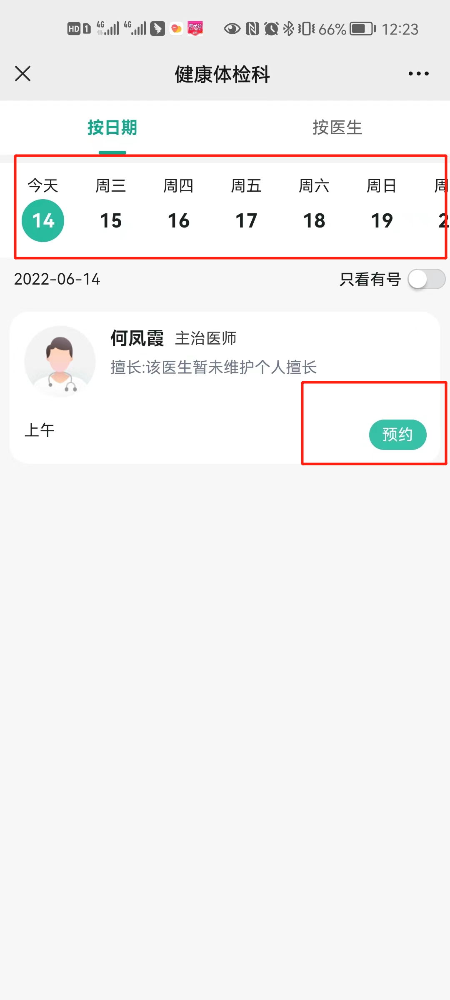 HD 1 4G 4G 66% 12:23
健康体检科
按日期 按医生
今天 周三 周四 周五 周六 周日 周
14 15 16 17 18 19 2
2022-06-14 只看有号
何凤霞 主治医师
擅长:该医生暂未维护个人擅长
上午 预约